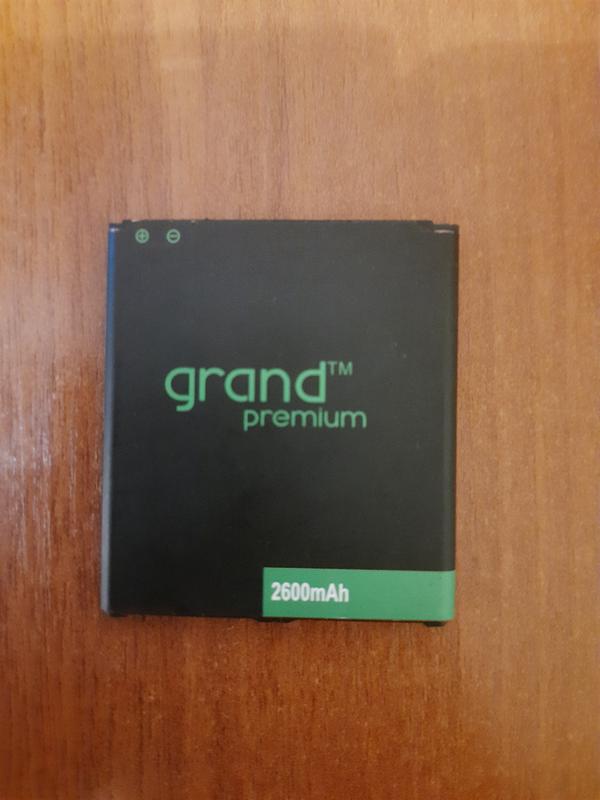 ⊕ ⊖
grand™
premium
2600mAh